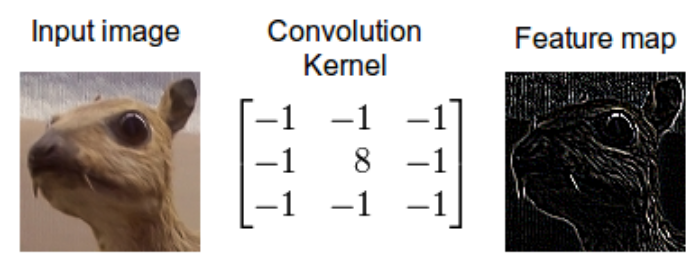 Input image
Convolution
Kernel
Feature map
−1 −1 −1
−1 8 −1
−1 −1 −1